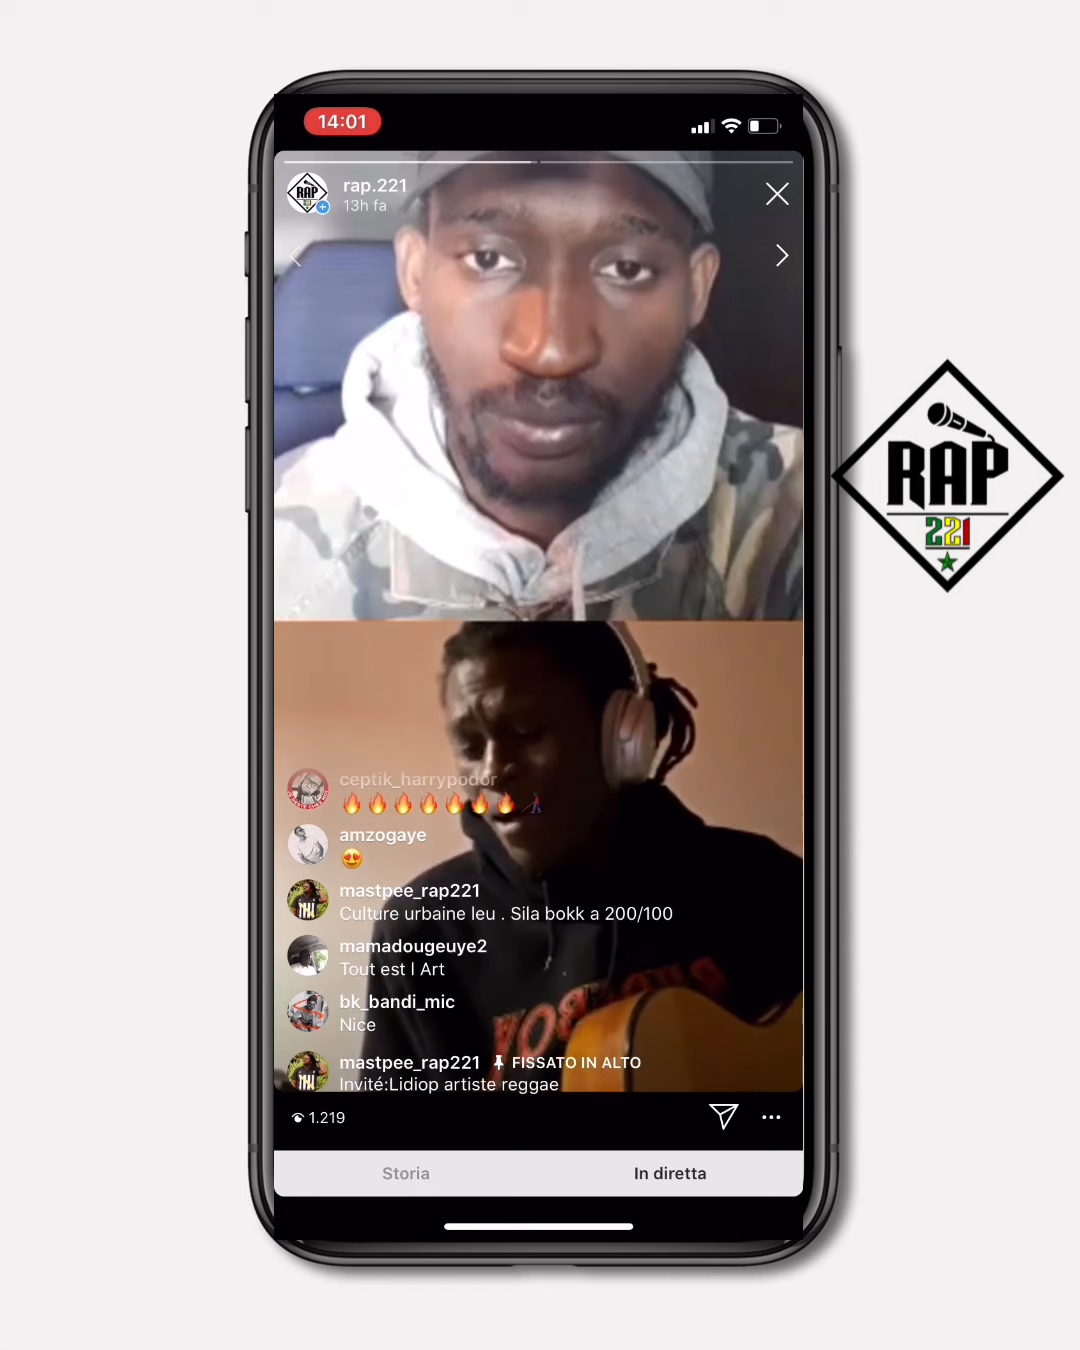 14:01
rap.221
13h fa
RAP
221
ceptik_harrypodor
amzogaye
mastpee_rap221
Culture urbaine leu . Sila bokk a 200/100
mamadougeuye2
Tout est l Art
bk_bandi_mic
Nice
mastpee_rap221 FISSATO IN ALTO
Invité:Lidiop artiste reggae
1.219
Storia
In diretta